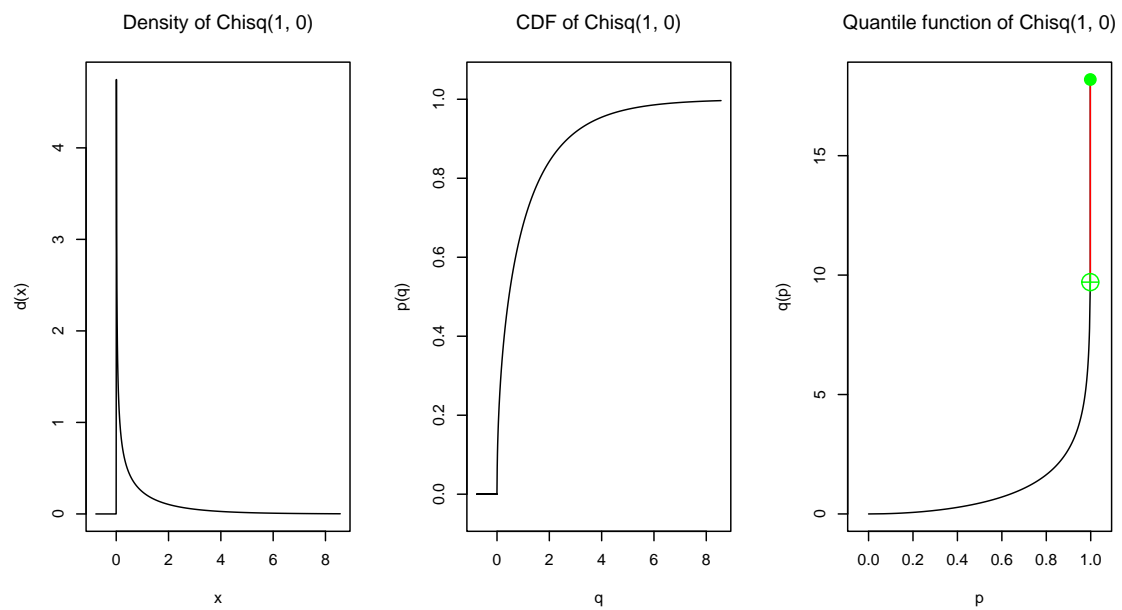 Density of Chisq(1, 0)
d(x)
4
3
2
1
0
0 2 4 6 8
x
CDF of Chisq(1, 0)
p(q)
1.0
0.8
0.6
0.4
0.2
0.0
0 2 4 6 8
q
Quantile function of Chisq(1, 0)
q(p)
15
10
5
0
0.0 0.2 0.4 0.6 0.8 1.0
p